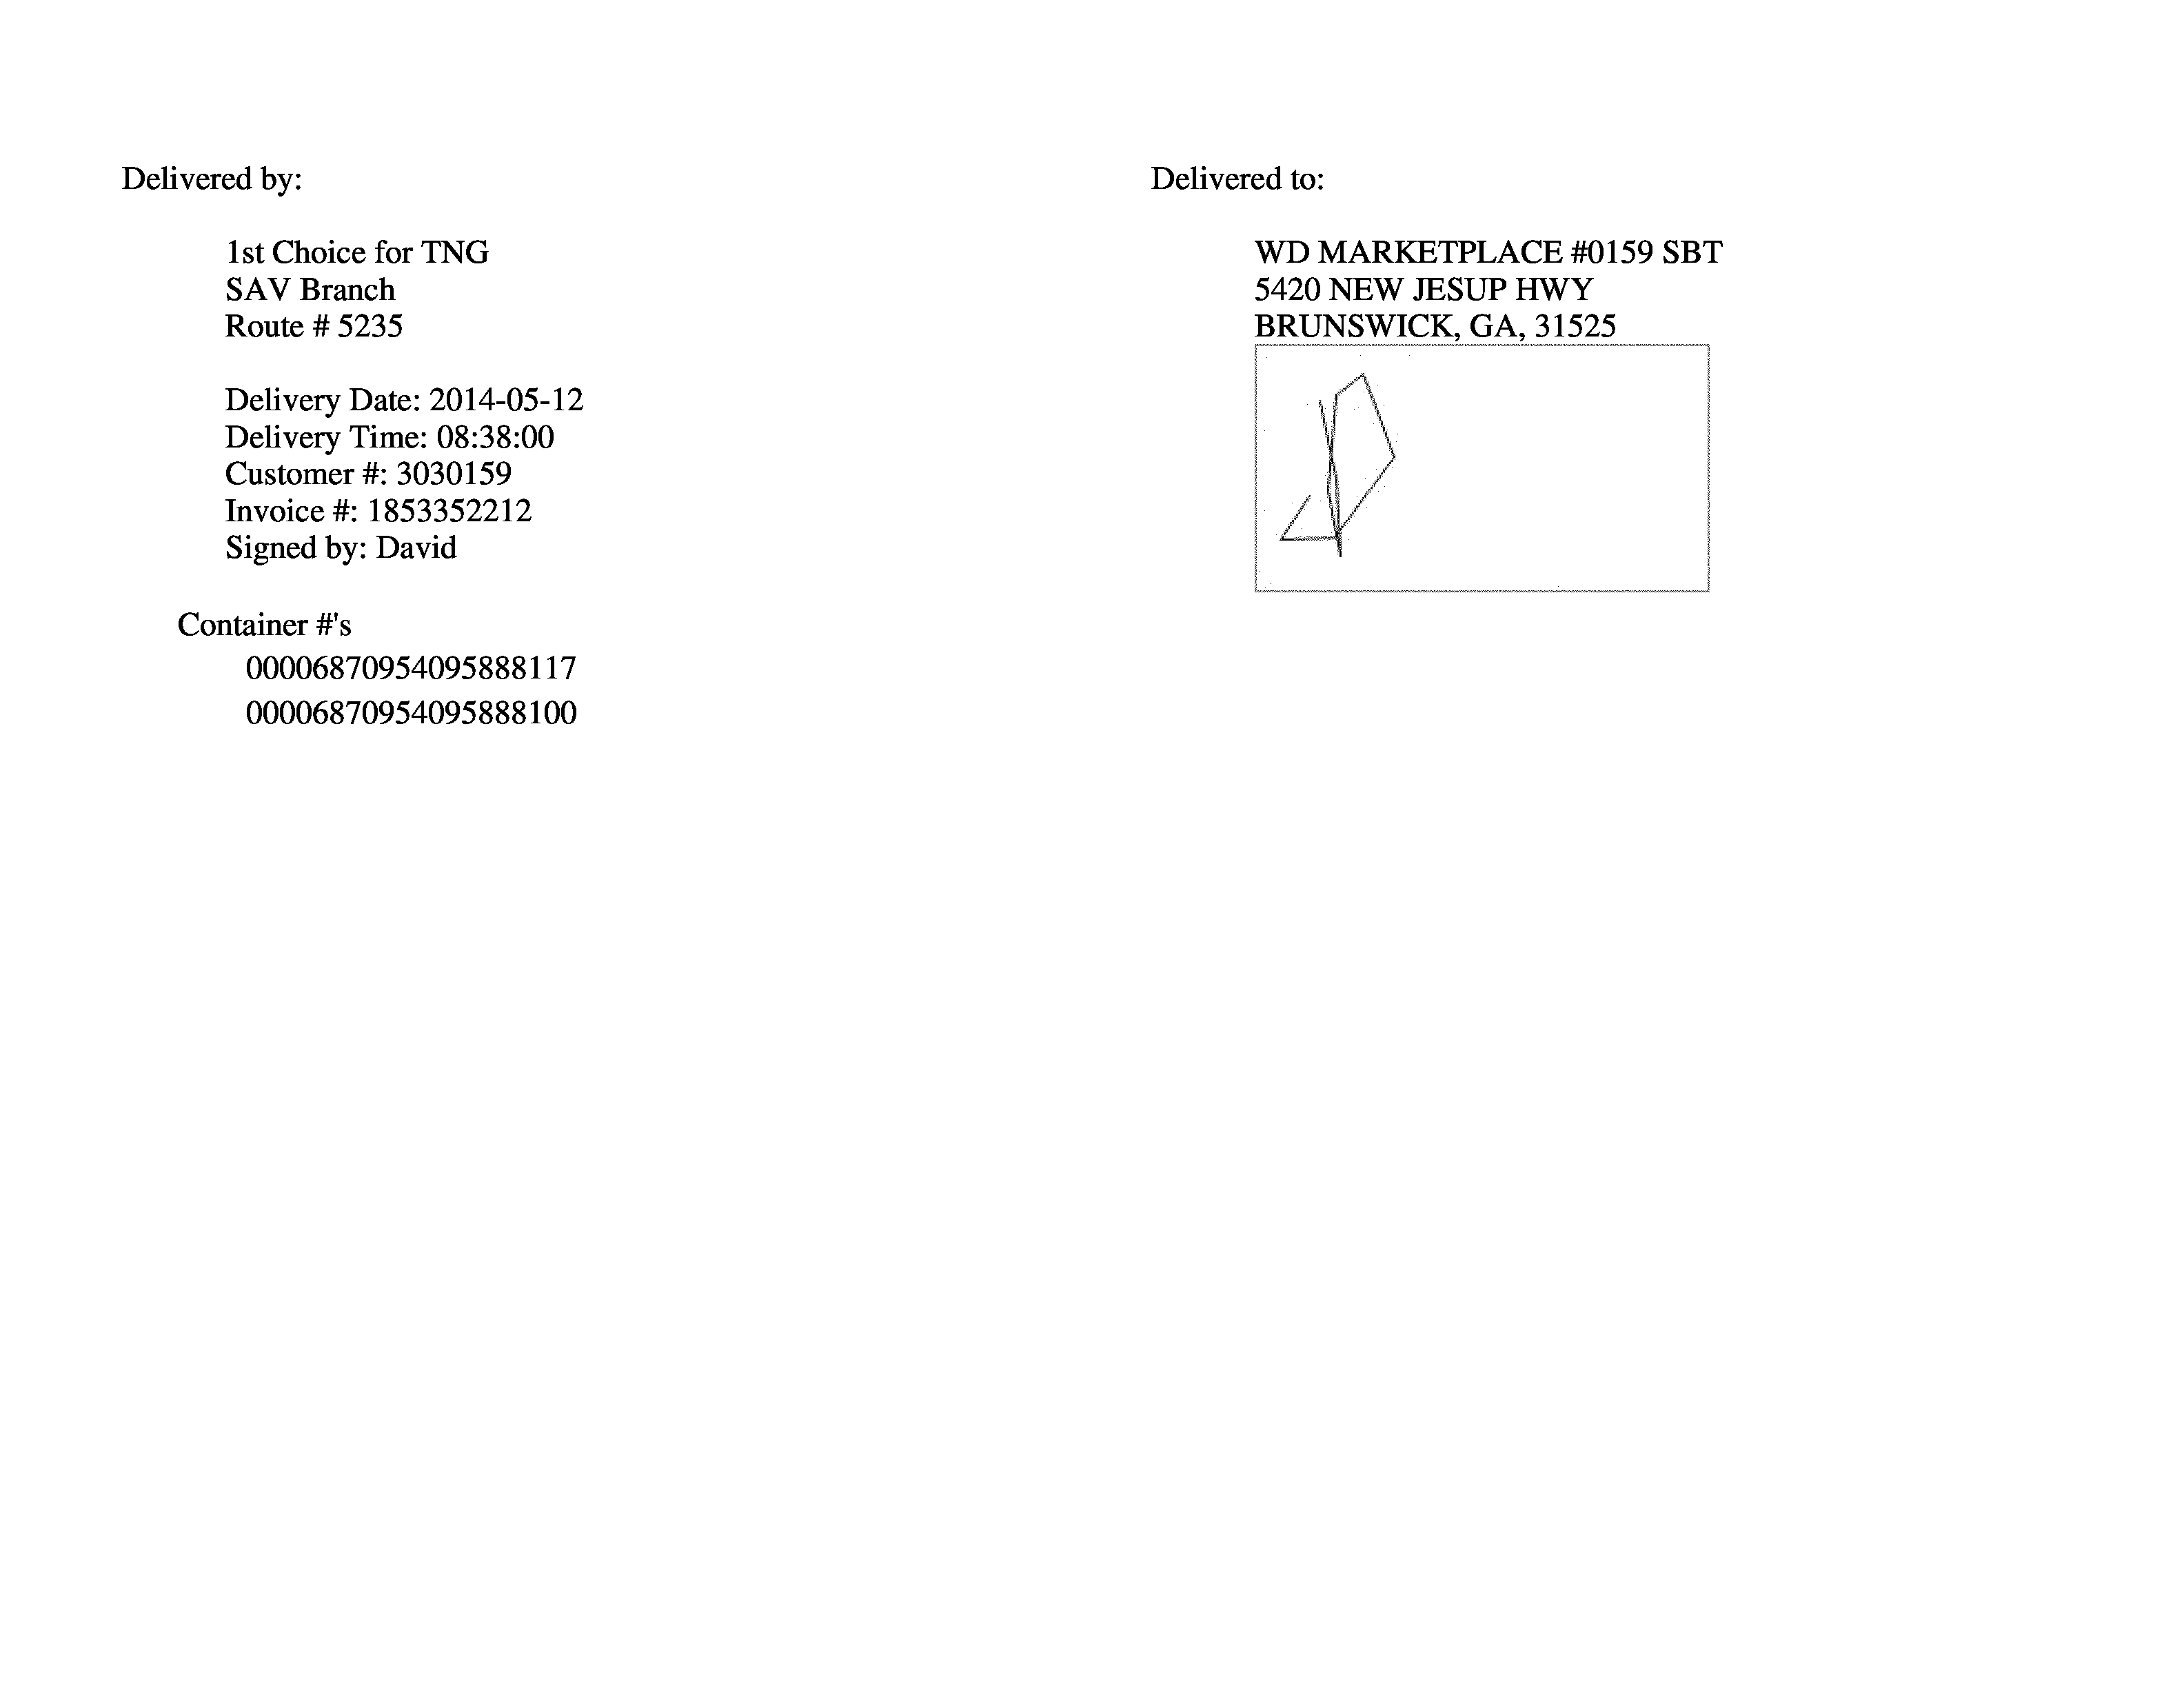 Delivered by:
1st Choice for TNG
SAV Branch
Route # 5235
Delivery Date: 2014-05-12
Delivery Time: 08:38:00
Customer #: 3030159
Invoice #: 1853352212
Signed by: David
Container #'s
00006870954095888117
00006870954095888100
Delivered to:
WD MARKETPLACE #0159 SBT
5420 NEW JESUP HWY
BRUNSWICK, GA, 31525